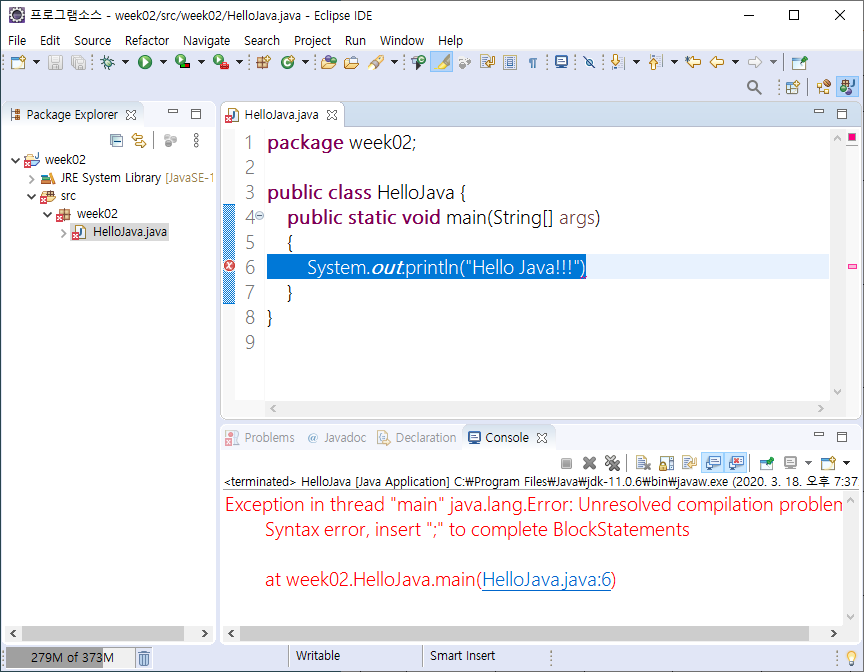 프로그램소스 - week02/src/week02/HelloJava.java - Eclipse IDE
File Edit Source Refactor Navigate Search Project Run Window Help
Package Explorer
week02
JRE System Library [JavaSE-1
src
week02
HelloJava.java
HelloJava.java
1 package week02;
2
3 public class HelloJava {
4 public static void main(String[] args)
5 {
6 System.out.println("Hello Java!!!")
7 }
8 }
9
Problems @ Javadoc Declaration Console
<terminated> HelloJava [Java Application] C:₩Program Files₩Java₩jdk-11.0.6₩bin₩javaw.exe (2020. 3. 18. 오후 7:37
Exception in thread "main" java.lang.Error: Unresolved compilation problem
Syntax error, insert ";" to complete BlockStatements
at week02.HelloJava.main(HelloJava.java:6)
279M of 373M Writable Smart Insert